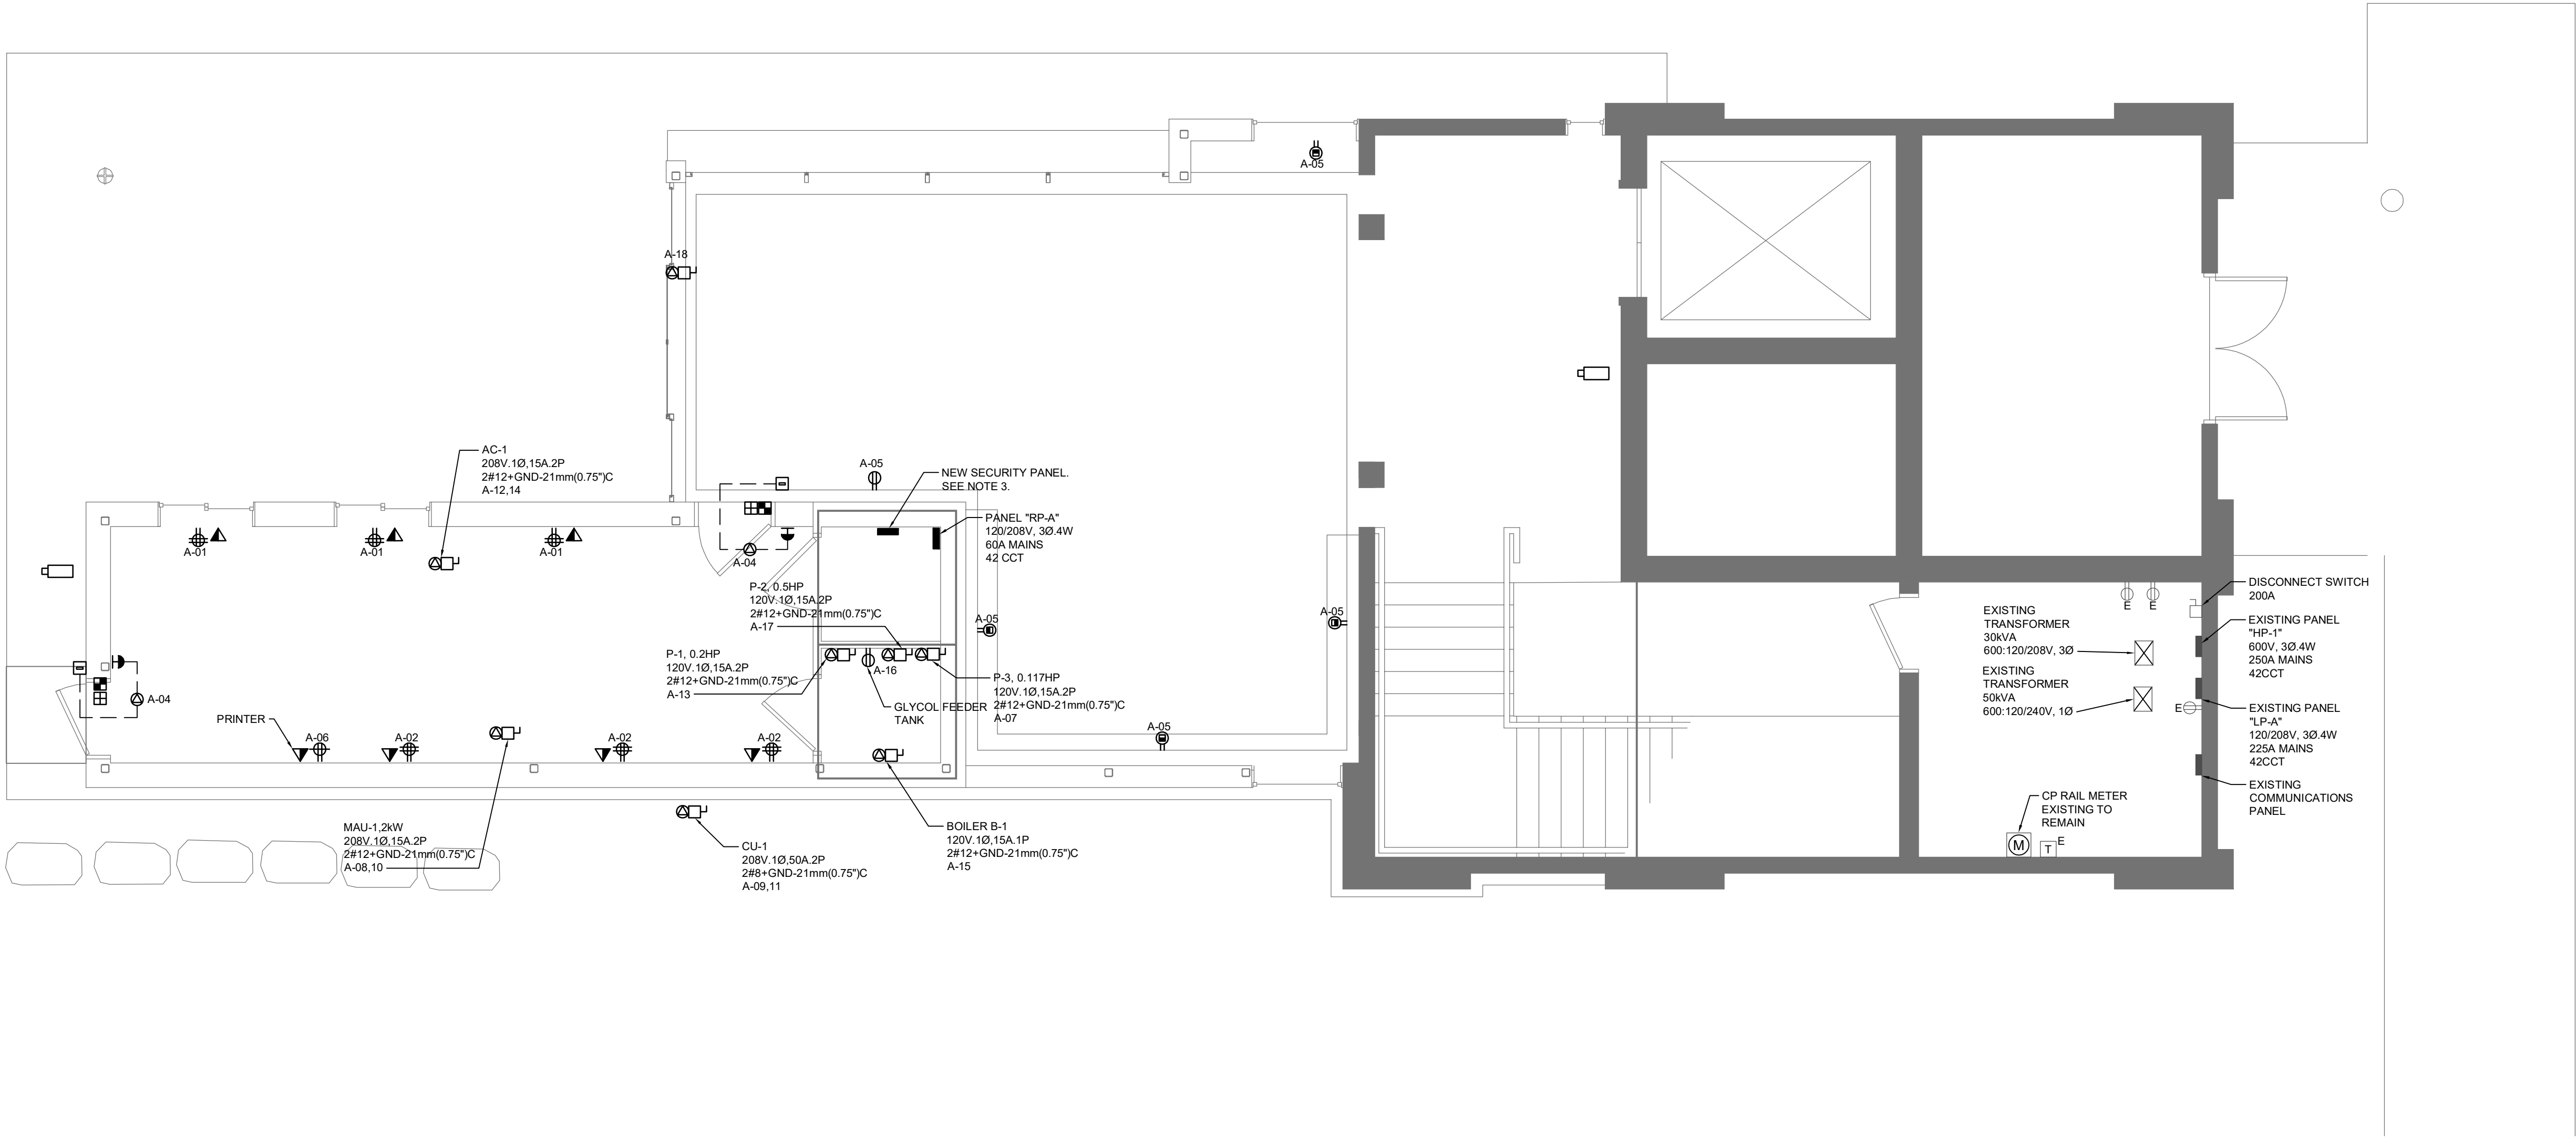 A-05
A-18
AC-1
208V.1Ø,15A.2P
2#12+GND-21mm(0.75")C
A-12,14
A-05
NEW SECURITY PANEL.
SEE NOTE 3.
PANEL "RP-A"
120/208V, 3Ø.4W
60A MAINS
42 CCT
A-01
A-01
A-01
A-04
P-2, 0.5HP
120V.1Ø,15A.2P
2#12+GND-21mm(0.75")C
A-17
A-05
A-05
P-1, 0.2HP
120V.1Ø,15A.2P
2#12+GND-21mm(0.75")C
A-13
A-16
P-3, 0.117HP
120V.1Ø,15A.2P
2#12+GND-21mm(0.75")C
A-07
GLYCOL FEEDER
TANK
A-04
PRINTER
A-06
A-02
A-02
A-02
A-05
MAU-1,2kW
208V.1Ø,15A.2P
2#12+GND-21mm(0.75")C
A-08,10
CU-1
208V.1Ø,50A.2P
2#8+GND-21mm(0.75")C
A-09,11
BOILER B-1
120V.1Ø,15A.1P
2#12+GND-21mm(0.75")C
A-15
E
E
EXISTING
TRANSFORMER
30kVA
600:120/208V, 3Ø
EXISTING
TRANSFORMER
50kVA
600:120/240V, 1Ø
E
DISCONNECT SWITCH
200A
EXISTING PANEL
"HP-1"
600V, 3Ø.4W
250A MAINS
42CCT
EXISTING PANEL
"LP-A"
120/208V, 3Ø.4W
225A MAINS
42CCT
EXISTING
COMMUNICATIONS
PANEL
CP RAIL METER
EXISTING TO
REMAIN
M
T
E